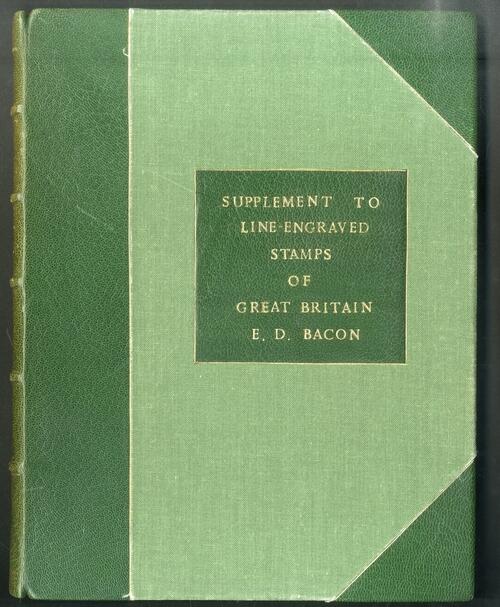 SUPPLEMENT TO
LINE-ENGRAVED
STAMPS
OF
GREAT BRITAIN
E. D. BACON